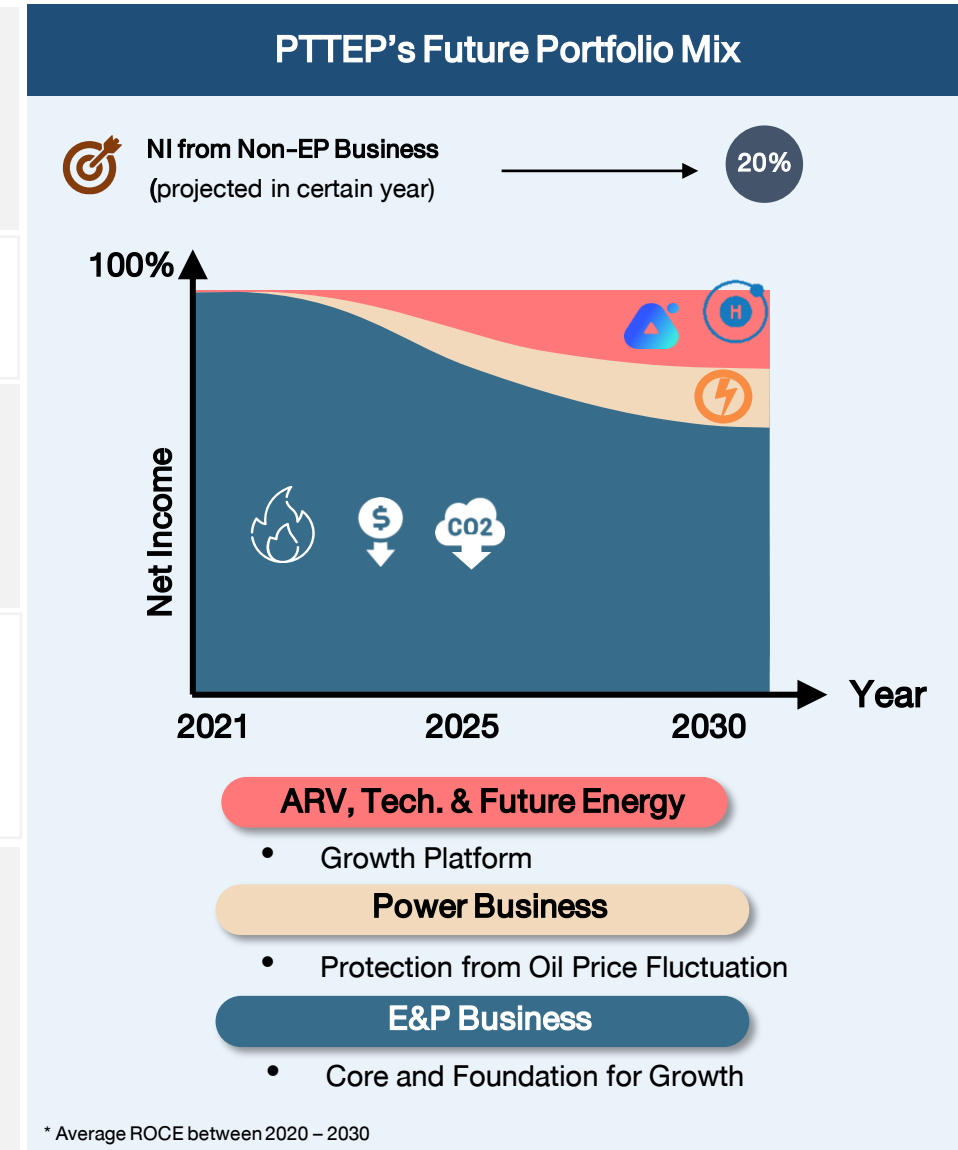 PTTEP’s Future Portfolio Mix
NI from Non-EP Business
(projected in certain year)
20%
100%
H
$
CO2
Net Income
Year
2021
2025
2030
ARV, Tech. & Future Energy
• Growth Platform
Power Business
• Protection from Oil Price Fluctuation
E&P Business
• Core and Foundation for Growth
* Average ROCE between 2020 – 2030